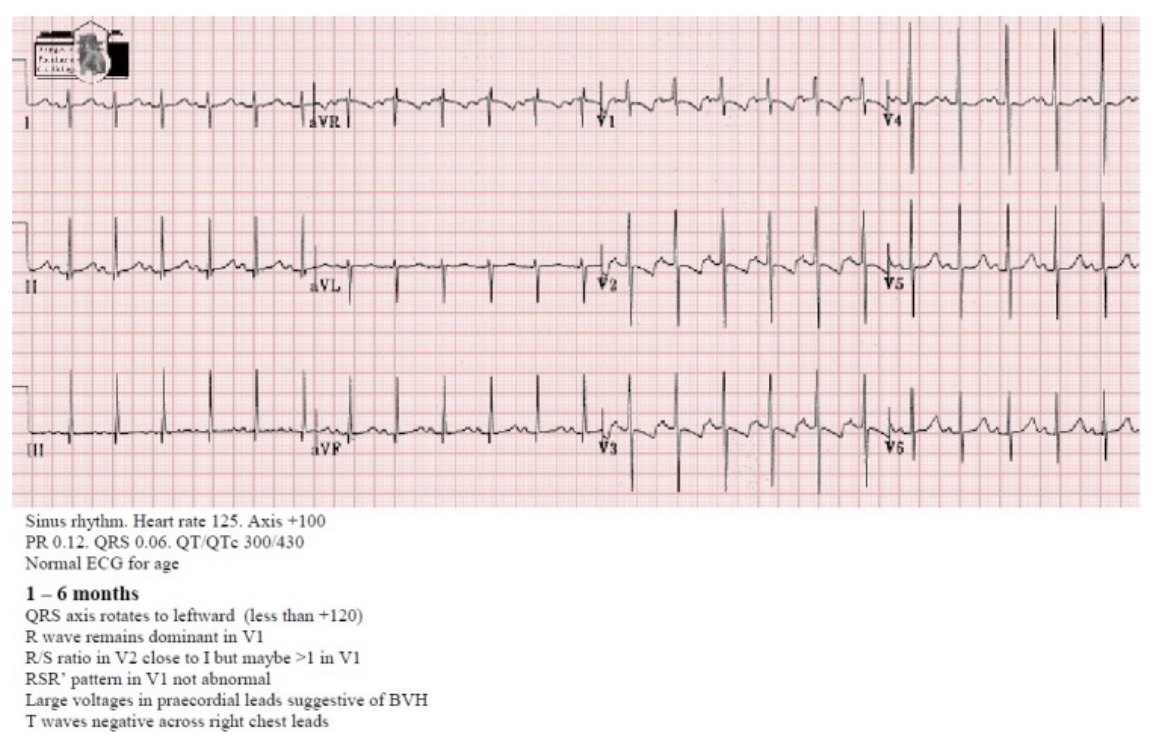 I
aVR
V1
V4
II
aVL
V2
V5
III
aVF
V3
V6
Sinus rhythm. Heart rate 125. Axis +100
PR 0.12. QRS 0.06. QT/QTc 300/430
Normal ECG for age
1 – 6 months
QRS axis rotates to leftward (less than +120)
R wave remains dominant in V1
R/S ratio in V2 close to I but maybe >1 in V1
RSR’ pattern in V1 not abnormal
Large voltages in praecordial leads suggestive of BVH
T waves negative across right chest leads